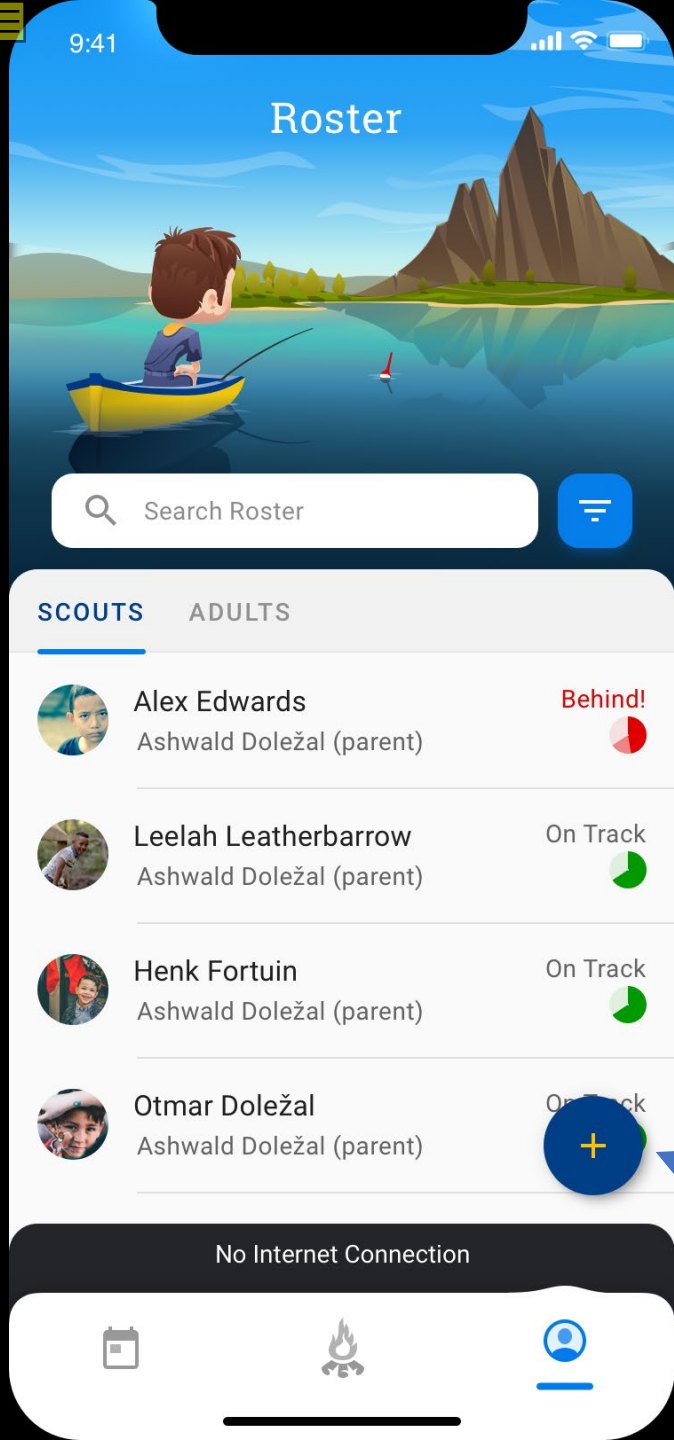 9:41
Roster
Search Roster
SCOUTS ADULTS
Alex Edwards
Behind!
Ashwald Doležal (parent)
Leelah Leatherbarrow
On Track
Ashwald Doležal (parent)
Henk Fortuin
On Track
Ashwald Doležal (parent)
Otmar Doležal
Ashwald Doležal (parent)
No Internet Connection